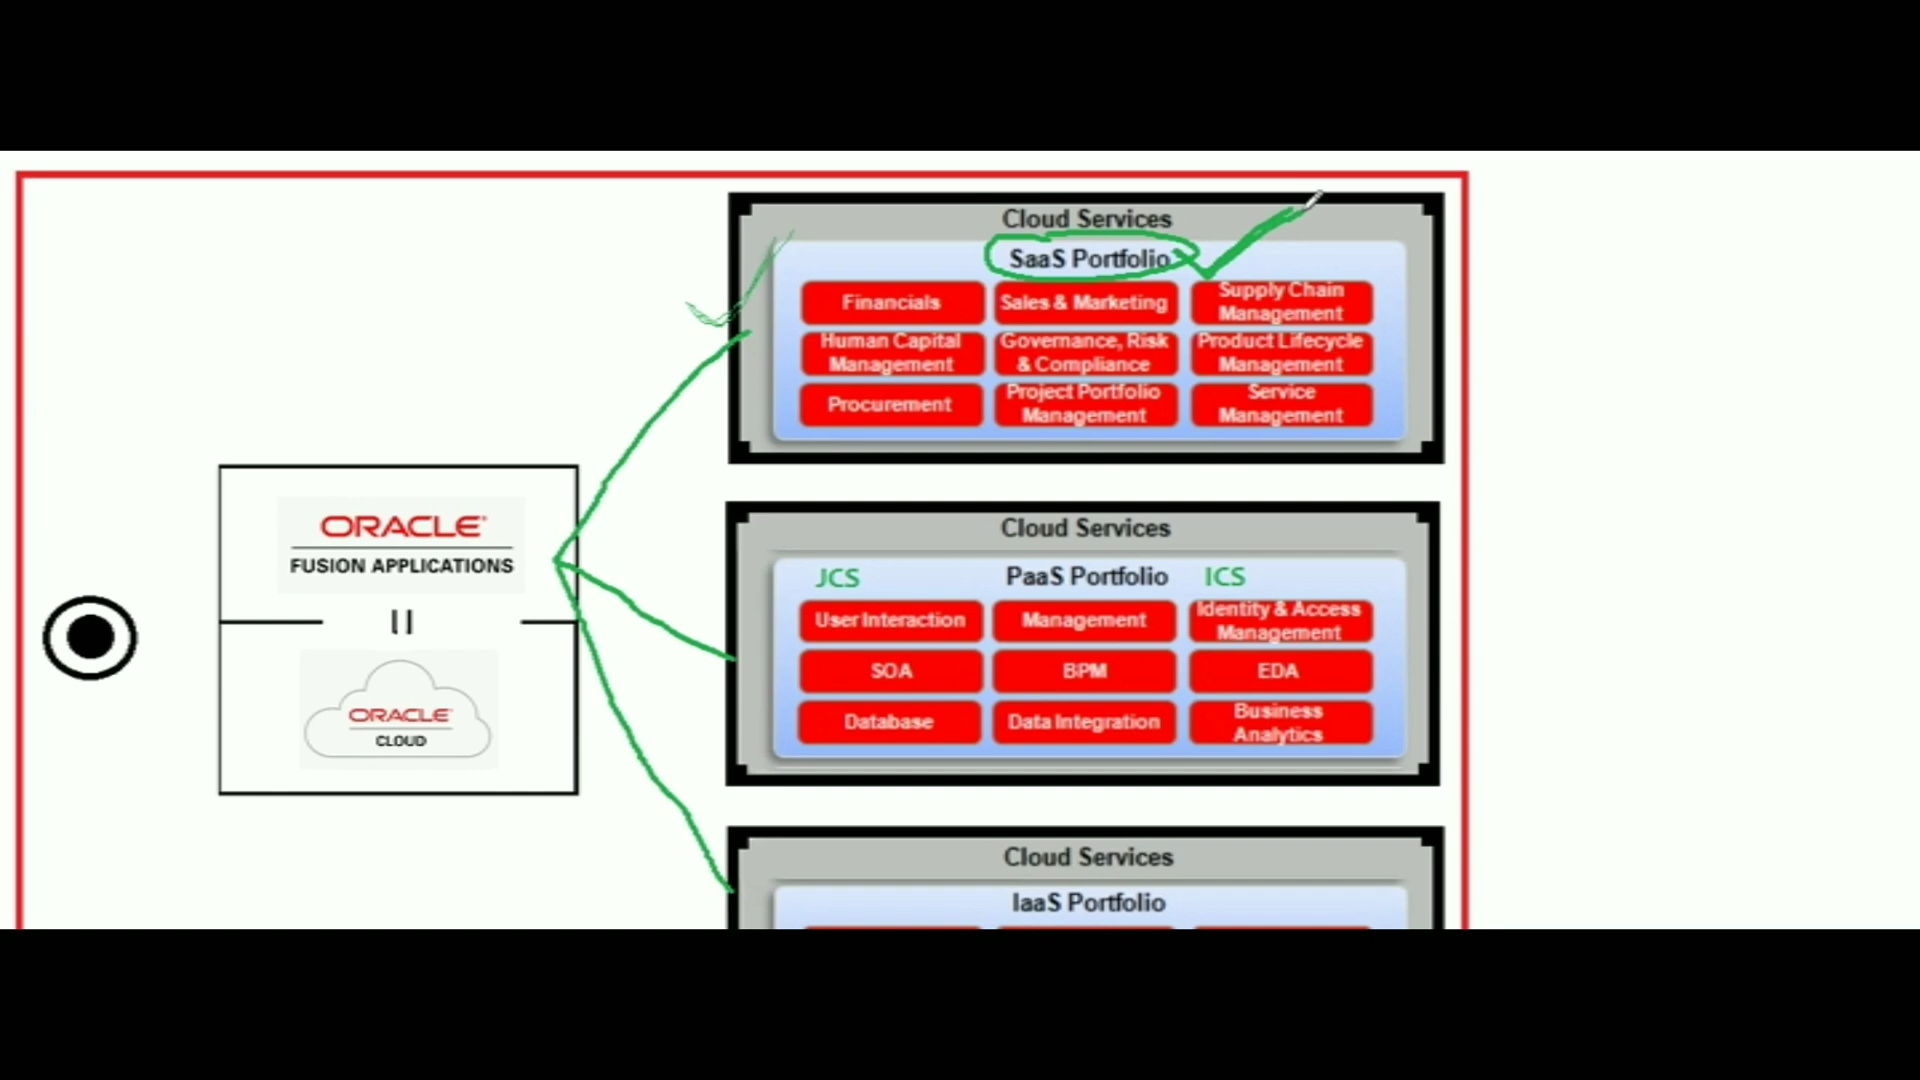 Cloud Services
SaaS Portfolio
Financials
Sales & Marketing
Supply Chain
Management
Human Capital
Management
Governance, Risk
& Compliance
Product Lifecycle
Management
Procurement
Project Portfolio
Management
Service
Management
ORACLE
FUSION APPLICATIONS
ORACLE
CLOUD
Cloud Services
JCS
PaaS Portfolio
ICS
User Interaction
Management
Identity & Access
Management
SOA
BPM
EDA
Database
Data Integration
Business
Analytics
Cloud Services
IaaS Portfolio